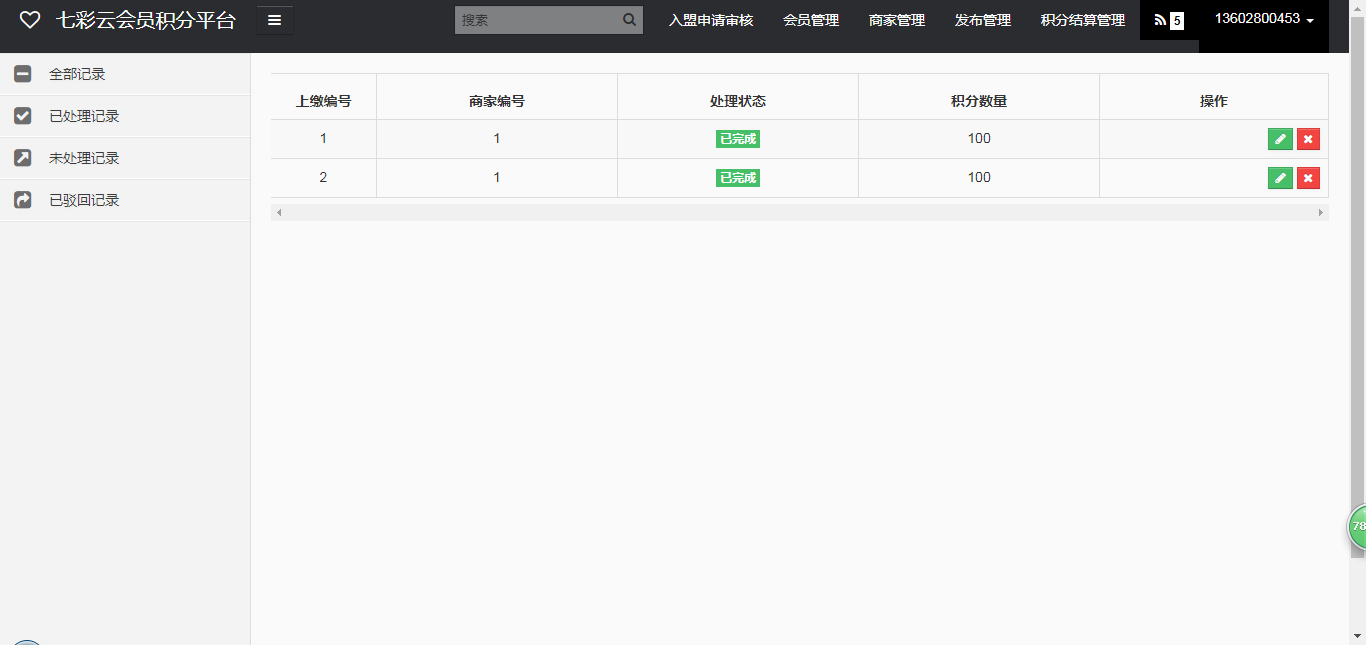 七彩云会员积分平台
搜索
入盟申请审核 会员管理 商家管理 发布管理 积分结算管理 5 13602800453
全部记录
已处理记录
未处理记录
已驳回记录
上缴编号 商家编号 处理状态 积分数量 操作
1 1 已完成 100
2 1 已完成 100
78